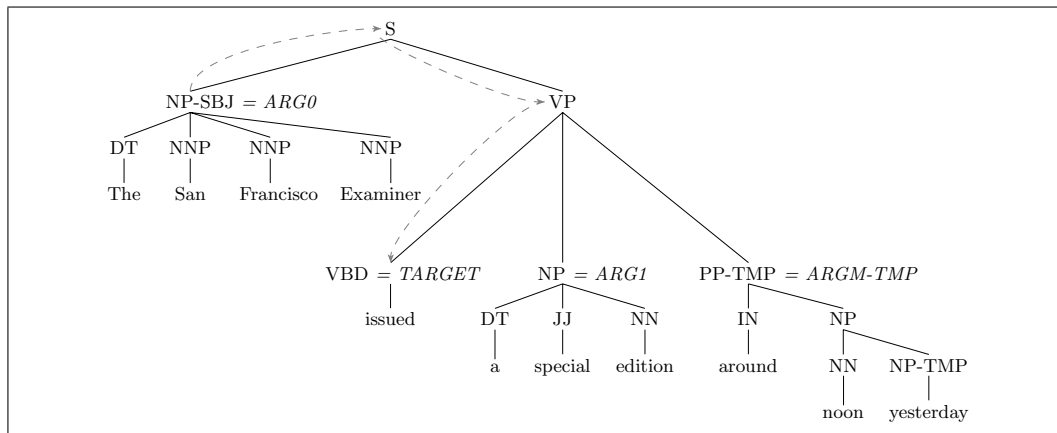 S
NP-SBJ = ARG0 VP
DT NNP NNP NNP
The San Francisco Examiner
VBD = TARGET NP = ARG1 PP-TMP = ARGM-TMP
issued DT JJ NN IN NP
a special edition around NN NP-TMP
noon yesterday